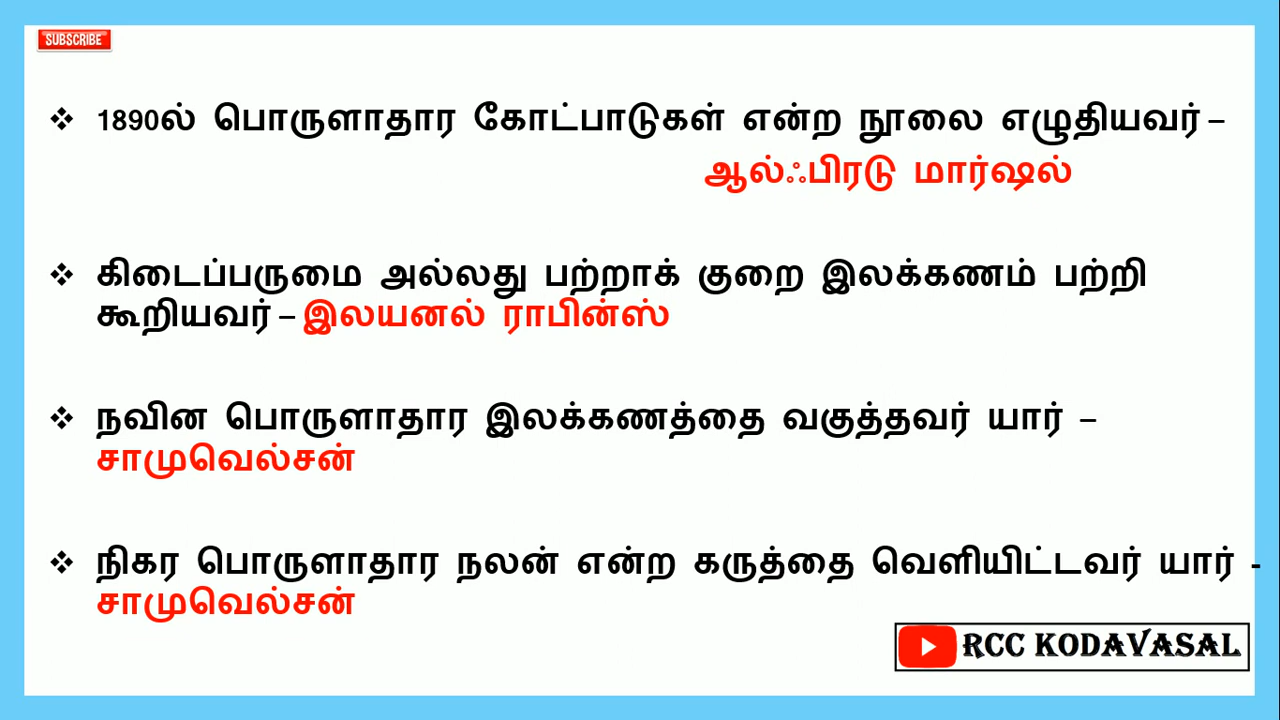 SUBSCRIBE
❖ 1890ல் பொருளாதார கோட்பாடுகள் என்ற நூலை எழுதியவர் –
ஆல்ஃபிரடு மார்ஷல்
❖ கிடைப்பருமை அல்லது பற்றாக் குறை இலக்கணம் பற்றி
கூறியவர் – இலயனல் ராபின்ஸ்
❖ நவின பொருளாதார இலக்கணத்தை வகுத்தவர் யார் –
சாமுவெல்சன்
❖ நிகர பொருளாதார நலன் என்ற கருத்தை வெளியிட்டவர் யார் -
சாமுவெல்சன்
RCC KODAVASAL